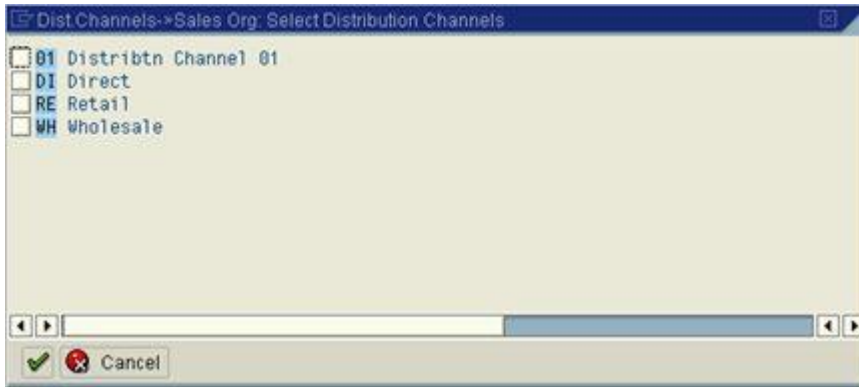 Dist.Channels->Sales Org: Select Distribution Channels
01 Distribtn Channel 01
DI Direct
RE Retail
WH Wholesale
Cancel